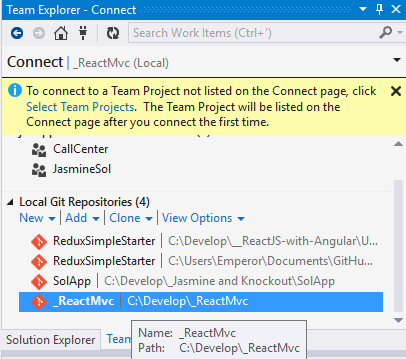 Team Explorer - Connect
Search Work Items (Ctrl+')
Connect | _ReactMvc (Local)
To connect to a Team Project not listed on the Connect page, click
Select Team Projects. The Team Project will be listed on the
Connect page after you connect the first time.
CallCenter
JasmineSol
Local Git Repositories (4)
New Add Clone View Options
ReduxSimpleStarter | C:\Develop\__ReactJS-with-Angular\U...
ReduxSimpleStarter | C:\Users\Emperor\Documents\GitHu...
SolApp | C:\Develop\_Jasmine and Knockout\SolApp
_ReactMvc | C:\Develop\_ReactMvc
Name: _ReactMvc
Path: C:\Develop\_ReactMvc
Solution Explorer Team